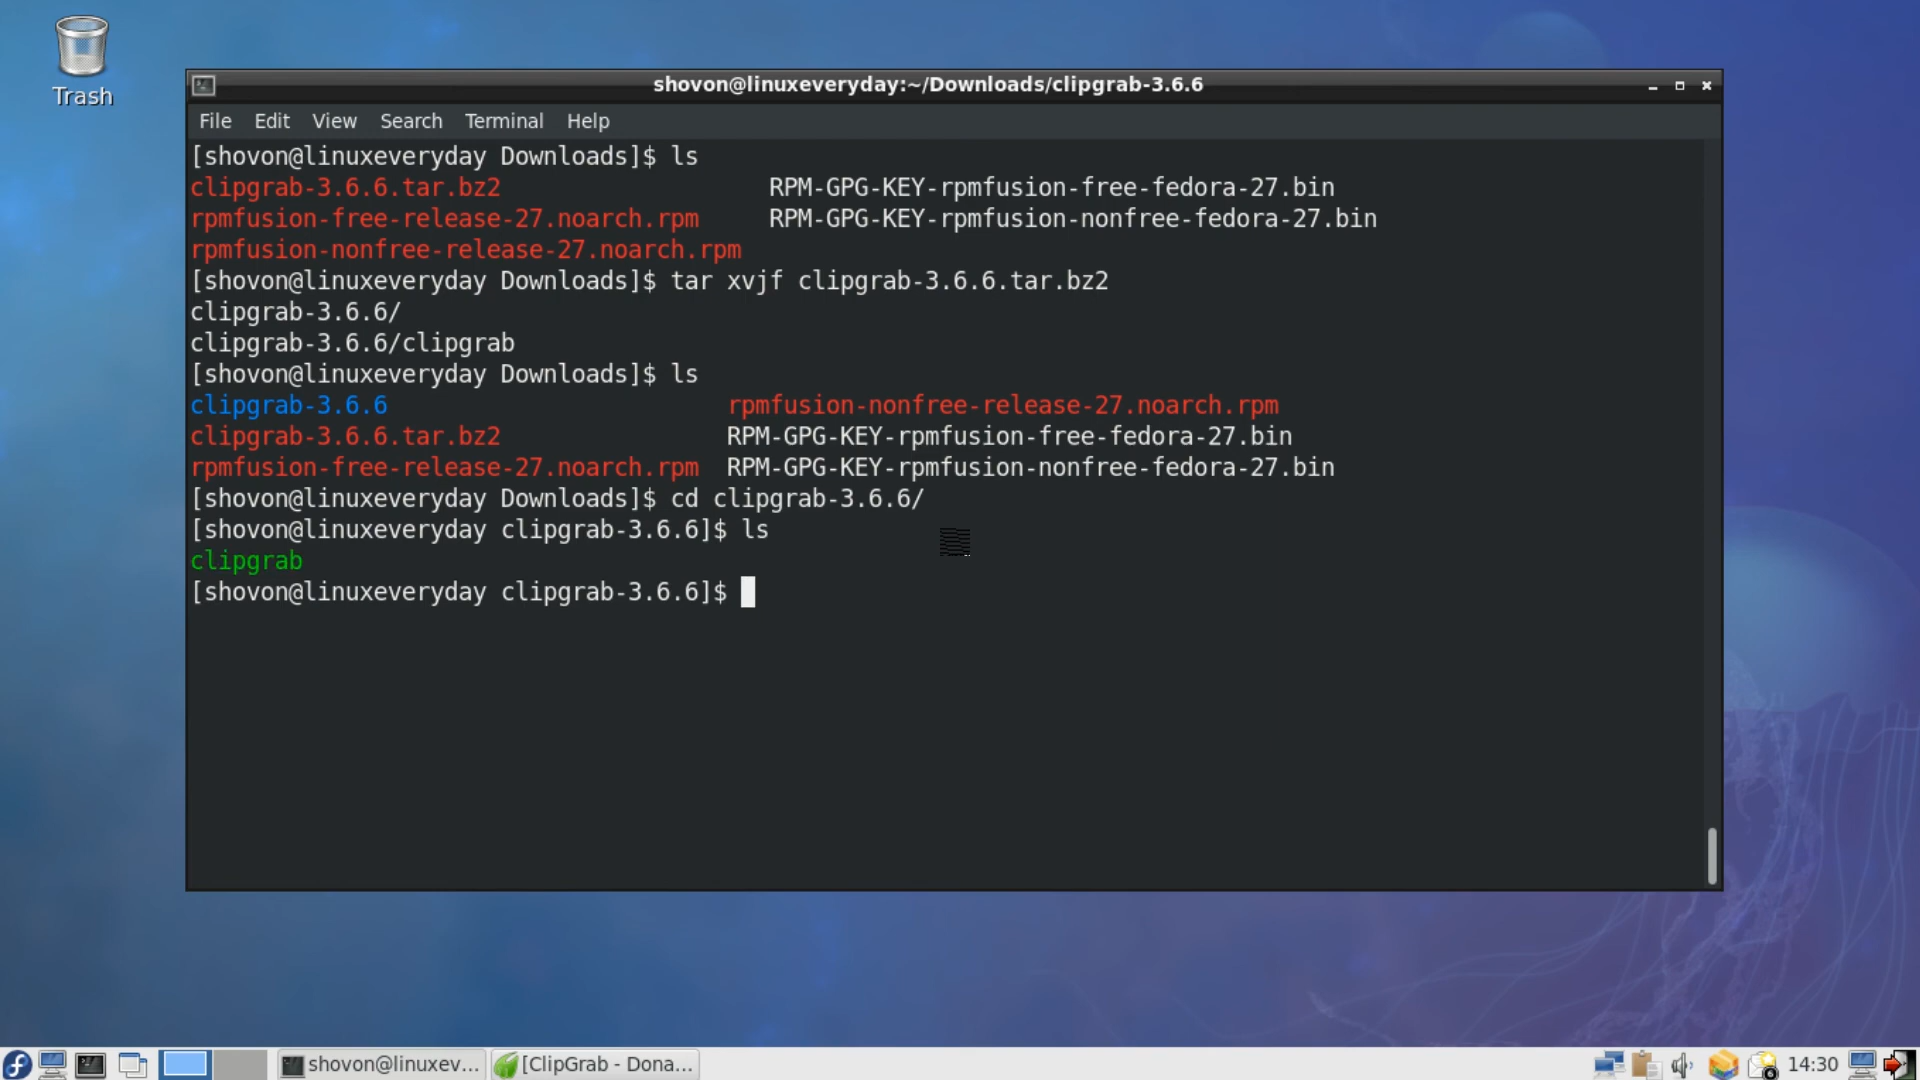 Trash
shovon@linuxeveryday:~/Downloads/clipgrab-3.6.6
File Edit View Search Terminal Help
[shovon@linuxeveryday Downloads]$ ls
clipgrab-3.6.6.tar.bz2 RPM-GPG-KEY-rpmfusion-free-fedora-27.bin
rpmfusion-free-release-27.noarch.rpm RPM-GPG-KEY-rpmfusion-nonfree-fedora-27.bin
rpmfusion-nonfree-release-27.noarch.rpm
[shovon@linuxeveryday Downloads]$ tar xvjf clipgrab-3.6.6.tar.bz2
clipgrab-3.6.6/
clipgrab-3.6.6/clipgrab
[shovon@linuxeveryday Downloads]$ ls
clipgrab-3.6.6 rpmfusion-nonfree-release-27.noarch.rpm
clipgrab-3.6.6.tar.bz2 RPM-GPG-KEY-rpmfusion-free-fedora-27.bin
rpmfusion-free-release-27.noarch.rpm RPM-GPG-KEY-rpmfusion-nonfree-fedora-27.bin
[shovon@linuxeveryday Downloads]$ cd clipgrab-3.6.6/
[shovon@linuxeveryday clipgrab-3.6.6]$ ls
clipgrab
[shovon@linuxeveryday clipgrab-3.6.6]$
shovon@linuxev... [ClipGrab - Dona... 14:30